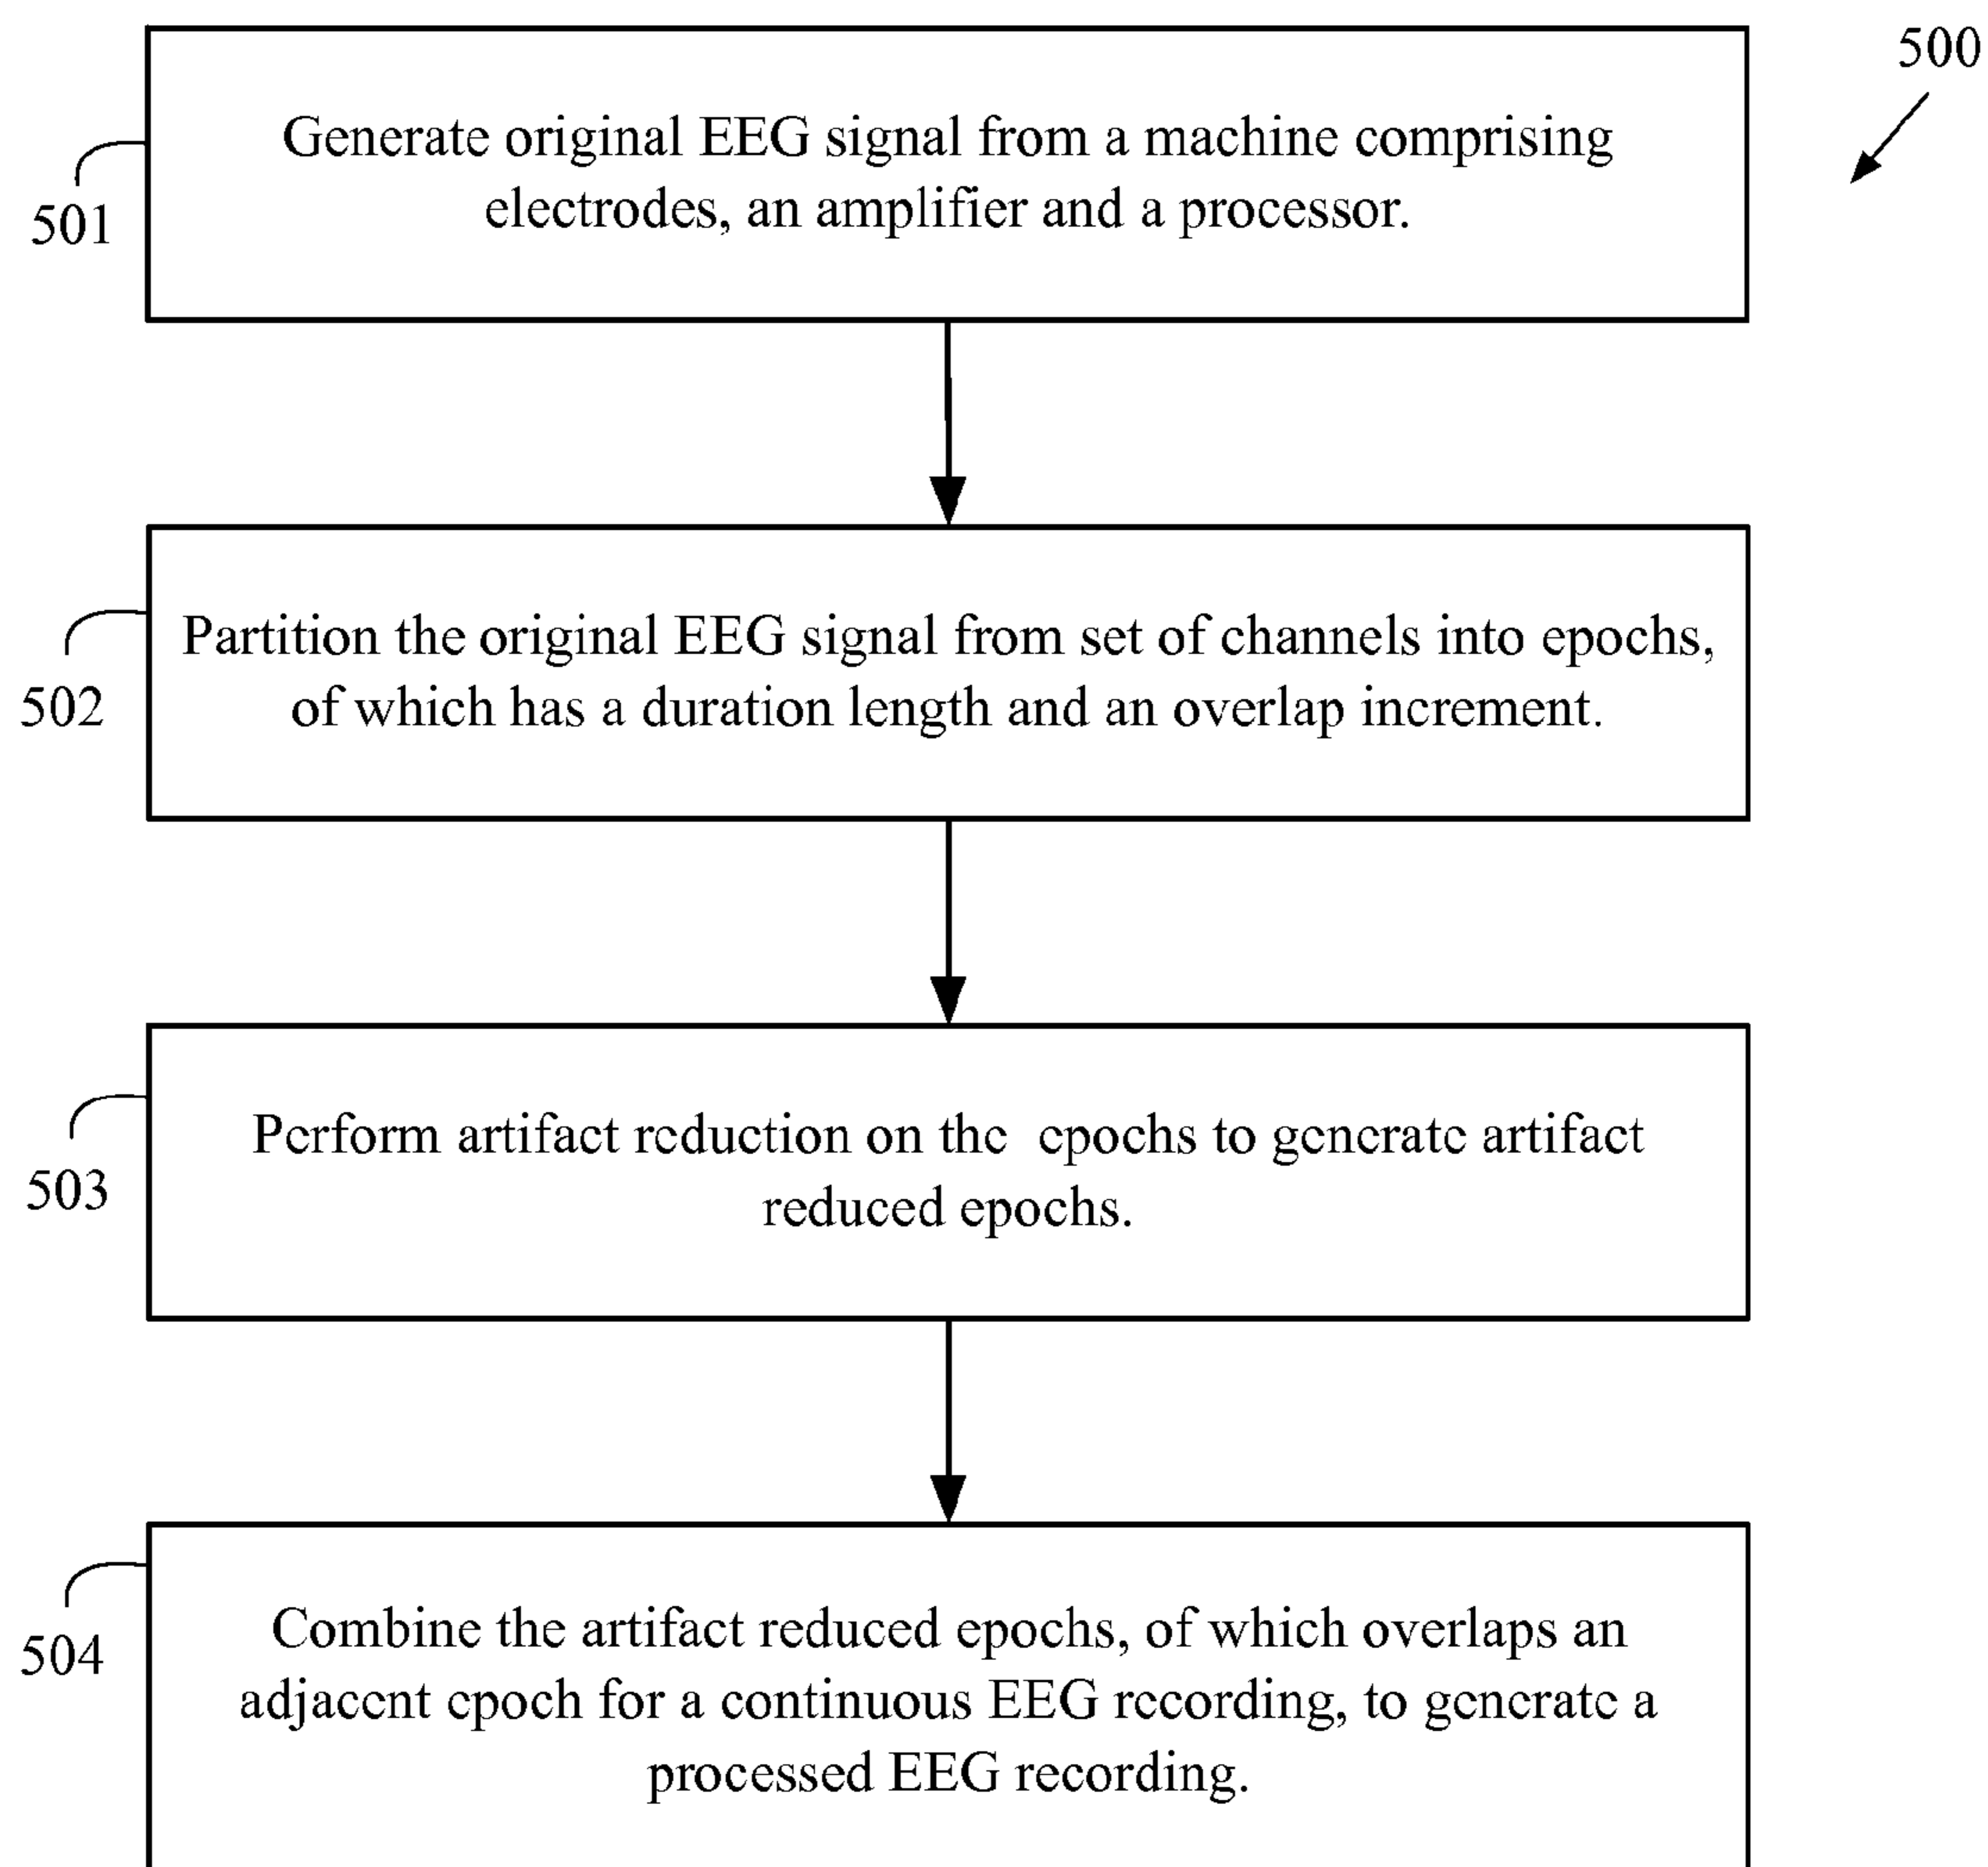 500
Generate original EEG signal from a machine comprising
electrodes, an amplifier and a processor.
501
Partition the original EEG signal from set of channels into epochs,
of which has a duration length and an overlap increment.
502
Perform artifact reduction on the epochs to generate artifact
reduced epochs.
503
Combine the artifact reduced epochs, of which overlaps an
adjacent epoch for a continuous EEG recording, to generate a
processed EEG recording.
504